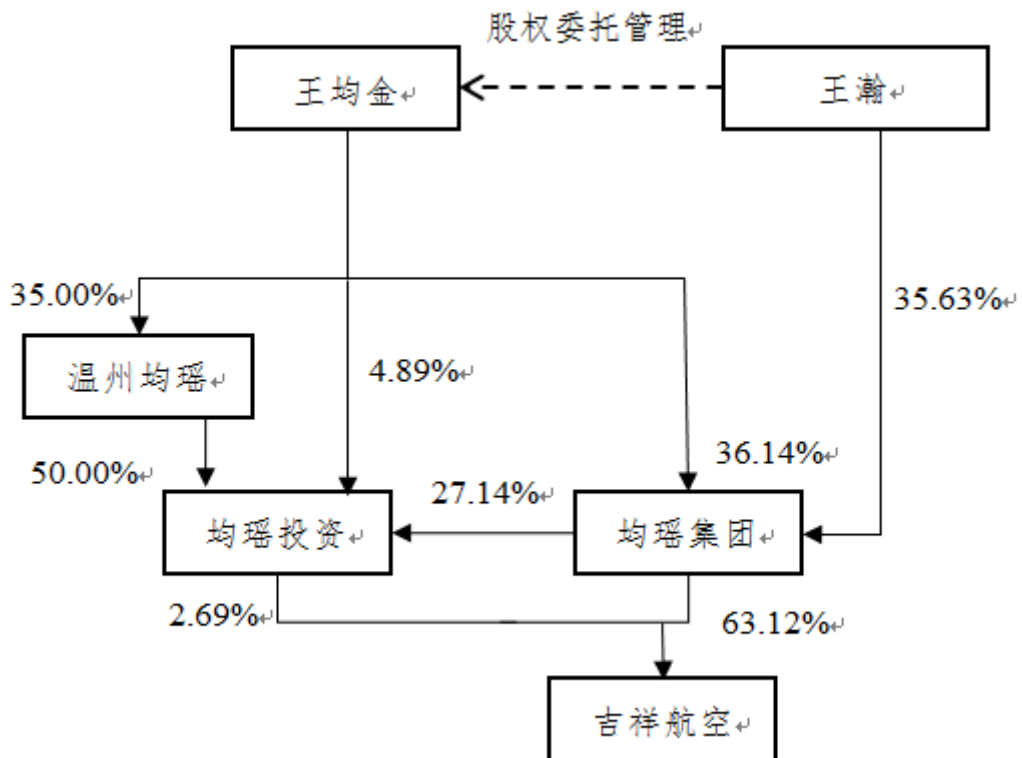 股权委托管理↵
王均金↵
王瀚↵
35.00%↵
35.63%↵
温州均瑶↵
4.89%↵
50.00%↵
36.14%↵
27.14%↵
均瑶投资↵
均瑶集团↵
2.69%↵
63.12%↵
吉祥航空↵